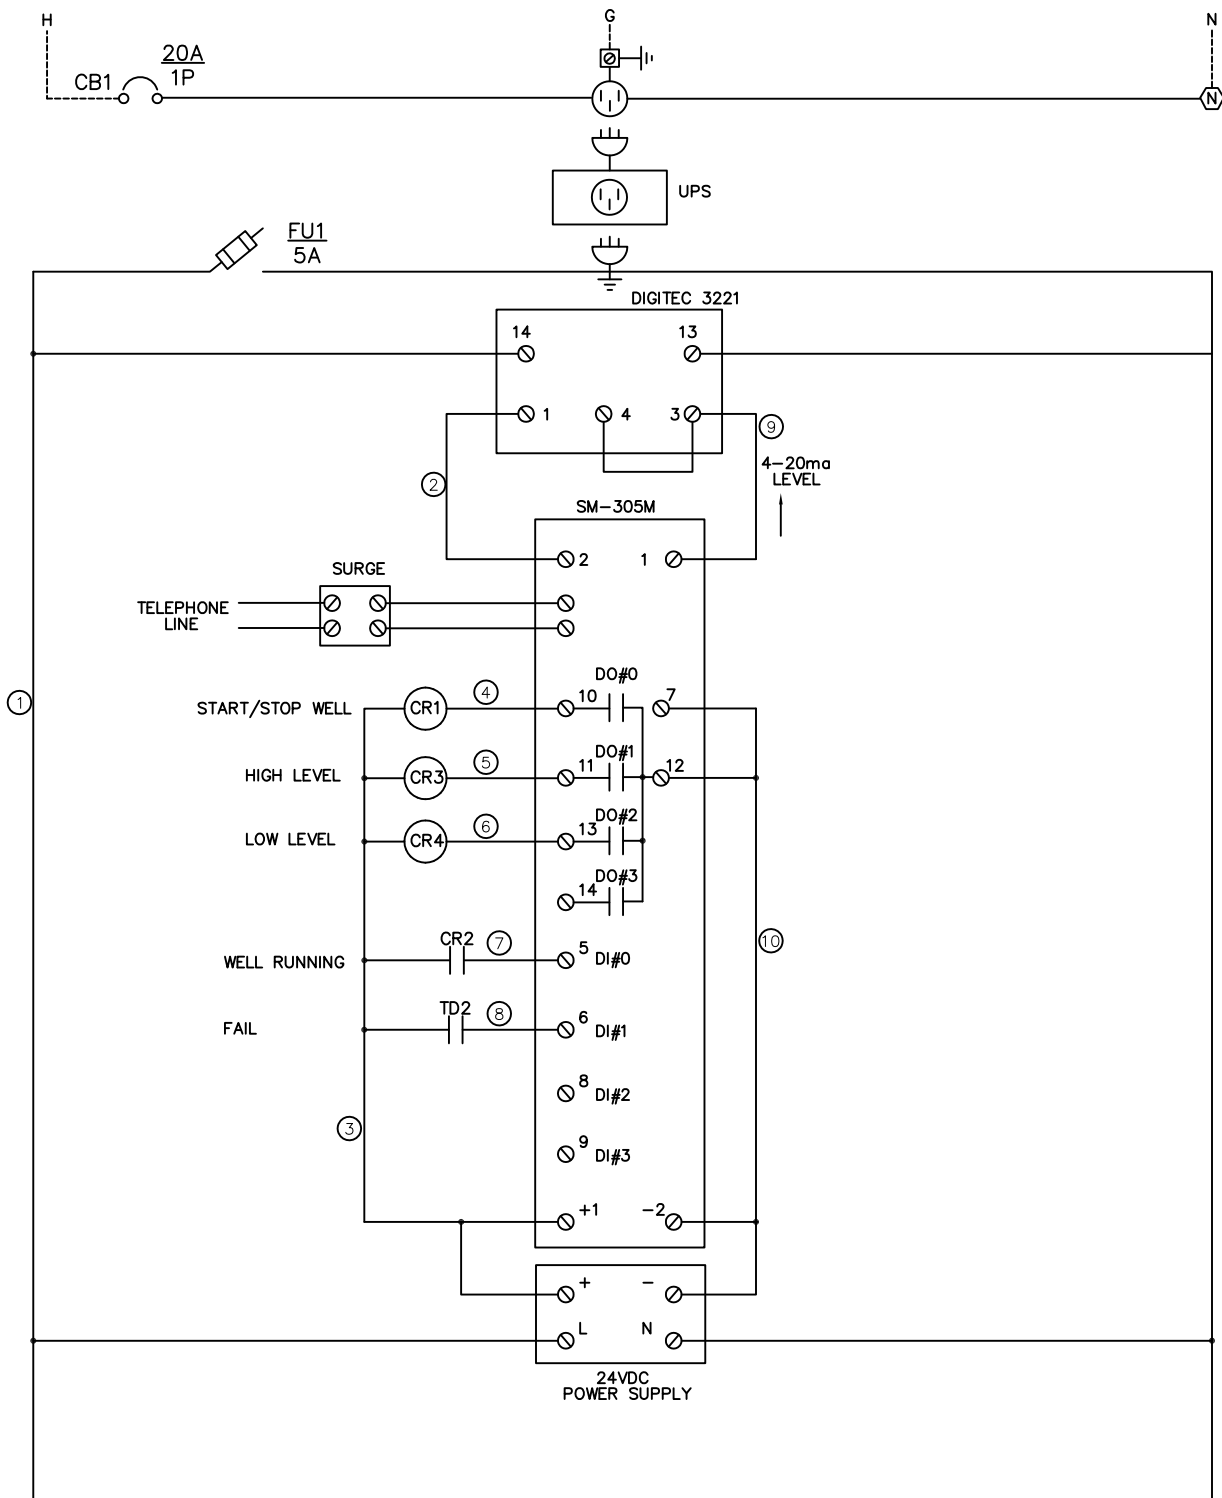 H
G
N
20A
CB1
1P
N
UPS
FU1
5A
DIGITEC 3221
14
13
1
4
3
9
4-20ma
LEVEL
2
SM-305M
2
1
SURGE
TELEPHONE
LINE
DO#0
1
START/STOP WELL
CR1
4
10
7
DO#1
HIGH LEVEL
CR3
5
11
12
DO#2
LOW LEVEL
CR4
6
13
DO#3
14
CR2
7
5
DI#0
10
WELL RUNNING
TD2
8
6
DI#1
FAIL
8
DI#2
3
9
DI#3
+1
-2
+
-
L
N
24VDC
POWER SUPPLY